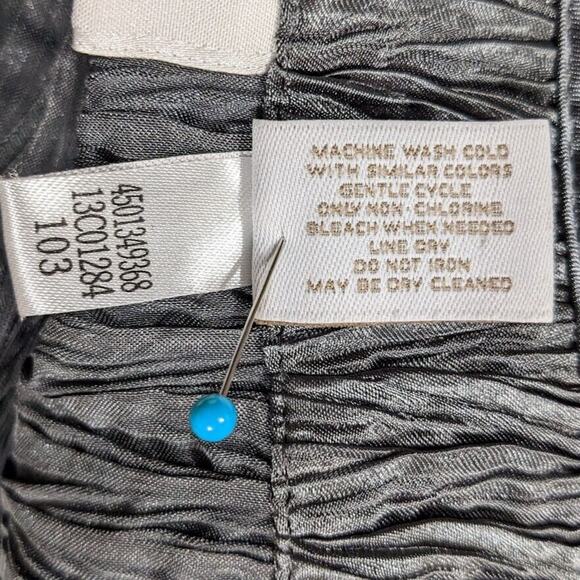 4501349368
13C01284
103
MACHINE WASH COLD
WITH SIMILAR COLORS
GENTLE CYCLE
ONLY NON-CHLORINE
BLEACH WHEN NEEDED
LINE DRY
DO NOT IRON
MAY BE DRY CLEANED